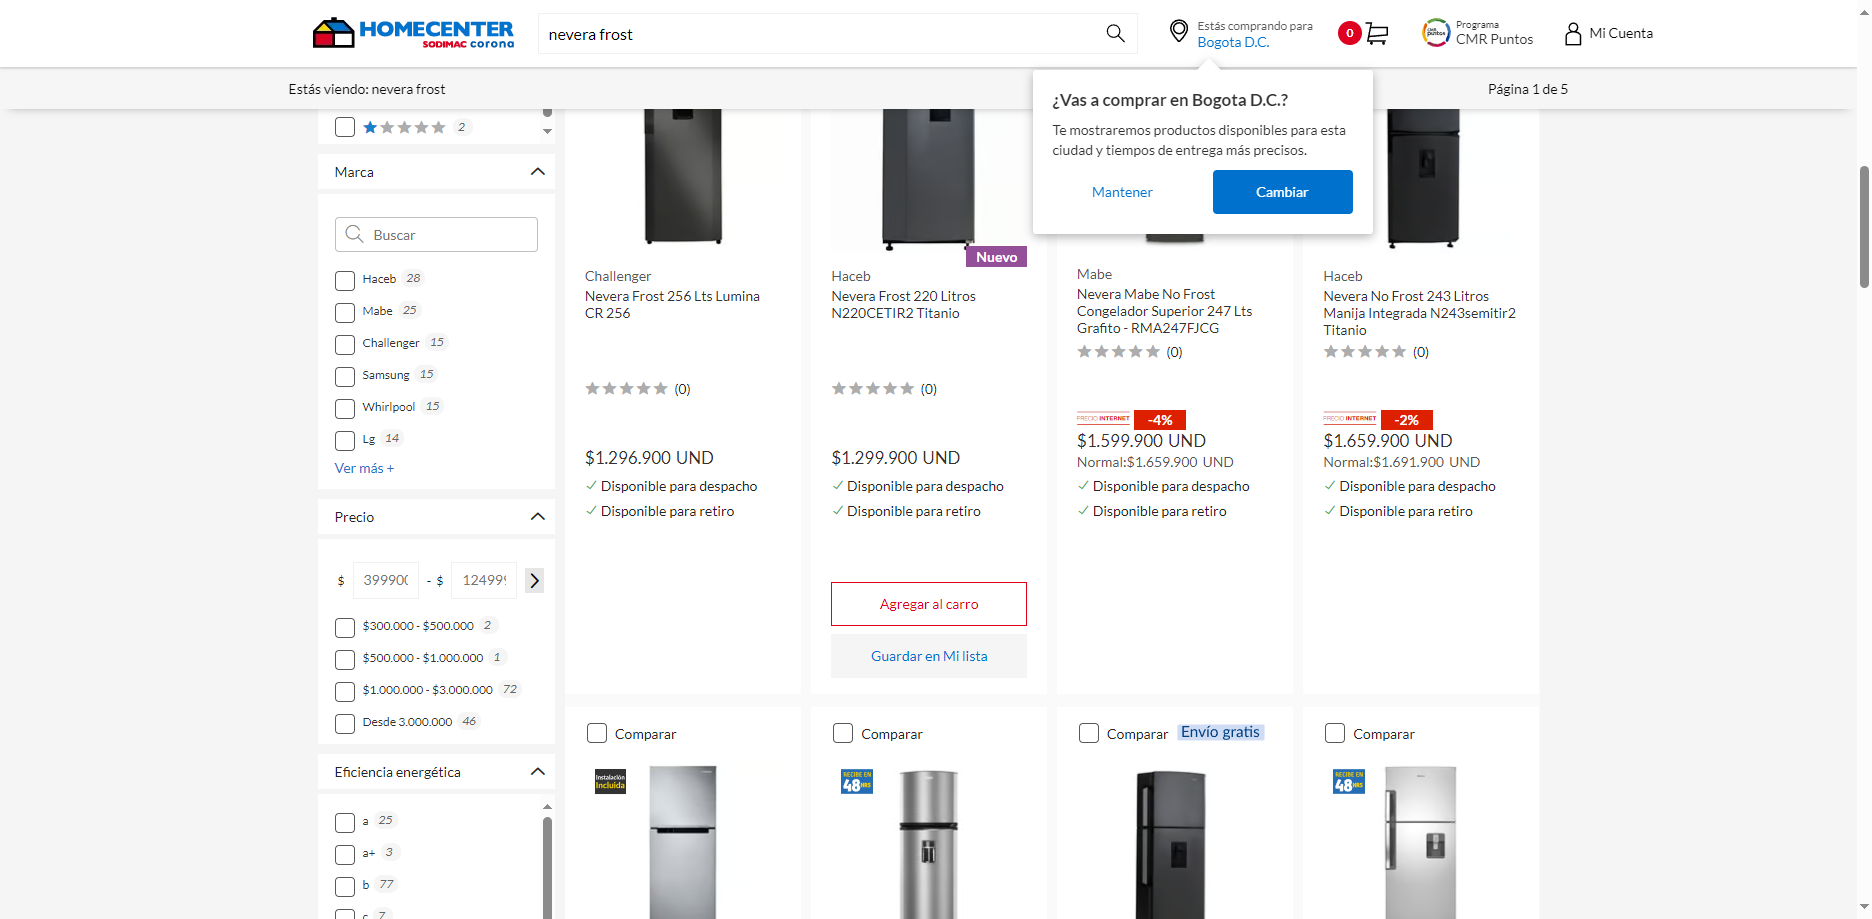 HOMECENTER
SODIMAC corona
nevera frost
Estás comprando para
Bogota D.C.
0
Programa
CMR Puntos
Mi Cuenta
Estás viendo: nevera frost
Página 1 de 5
¿Vas a comprar en Bogota D.C.?
Te mostraremos productos disponibles para esta
ciudad y tiempos de entrega más precisos.
Mantener
Cambiar
2
Marca
Buscar
Haceb 28
Mabe 25
Challenger 15
Samsung 15
Whirlpool 15
Lg 14
Ver más +
Precio
$ 399900 - $ 12499
$300.000 - $500.000 2
$500.000 - $1.000.000 1
$1.000.000 - $3.000.000 72
Desde 3.000.000 46
Eficiencia energética
a 25
a+ 3
b 77
c 7
Challenger
Nevera Frost 256 Lts Lumina
CR 256
(0)
$1.296.900 UND
Disponible para despacho
Disponible para retiro
Nuevo
Haceb
Nevera Frost 220 Litros
N220CETIR2 Titanio
(0)
$1.299.900 UND
Disponible para despacho
Disponible para retiro
Agregar al carro
Guardar en Mi lista
Mabe
Nevera Mabe No Frost
Congelador Superior 247 Lts
Grafito - RMA247FJCG
(0)
PRECIO INTERNET -4%
$1.599.900 UND
Normal:$1.659.900 UND
Disponible para despacho
Disponible para retiro
Haceb
Nevera No Frost 243 Litros
Manija Integrada N243semitir2
Titanio
(0)
PRECIO INTERNET -2%
$1.659.900 UND
Normal:$1.691.900 UND
Disponible para despacho
Disponible para retiro
Comparar
Instalación
Incluida
Comparar
RECIBE EN
48HRS
Comparar
Envío gratis
Comparar
RECIBE EN
48HRS